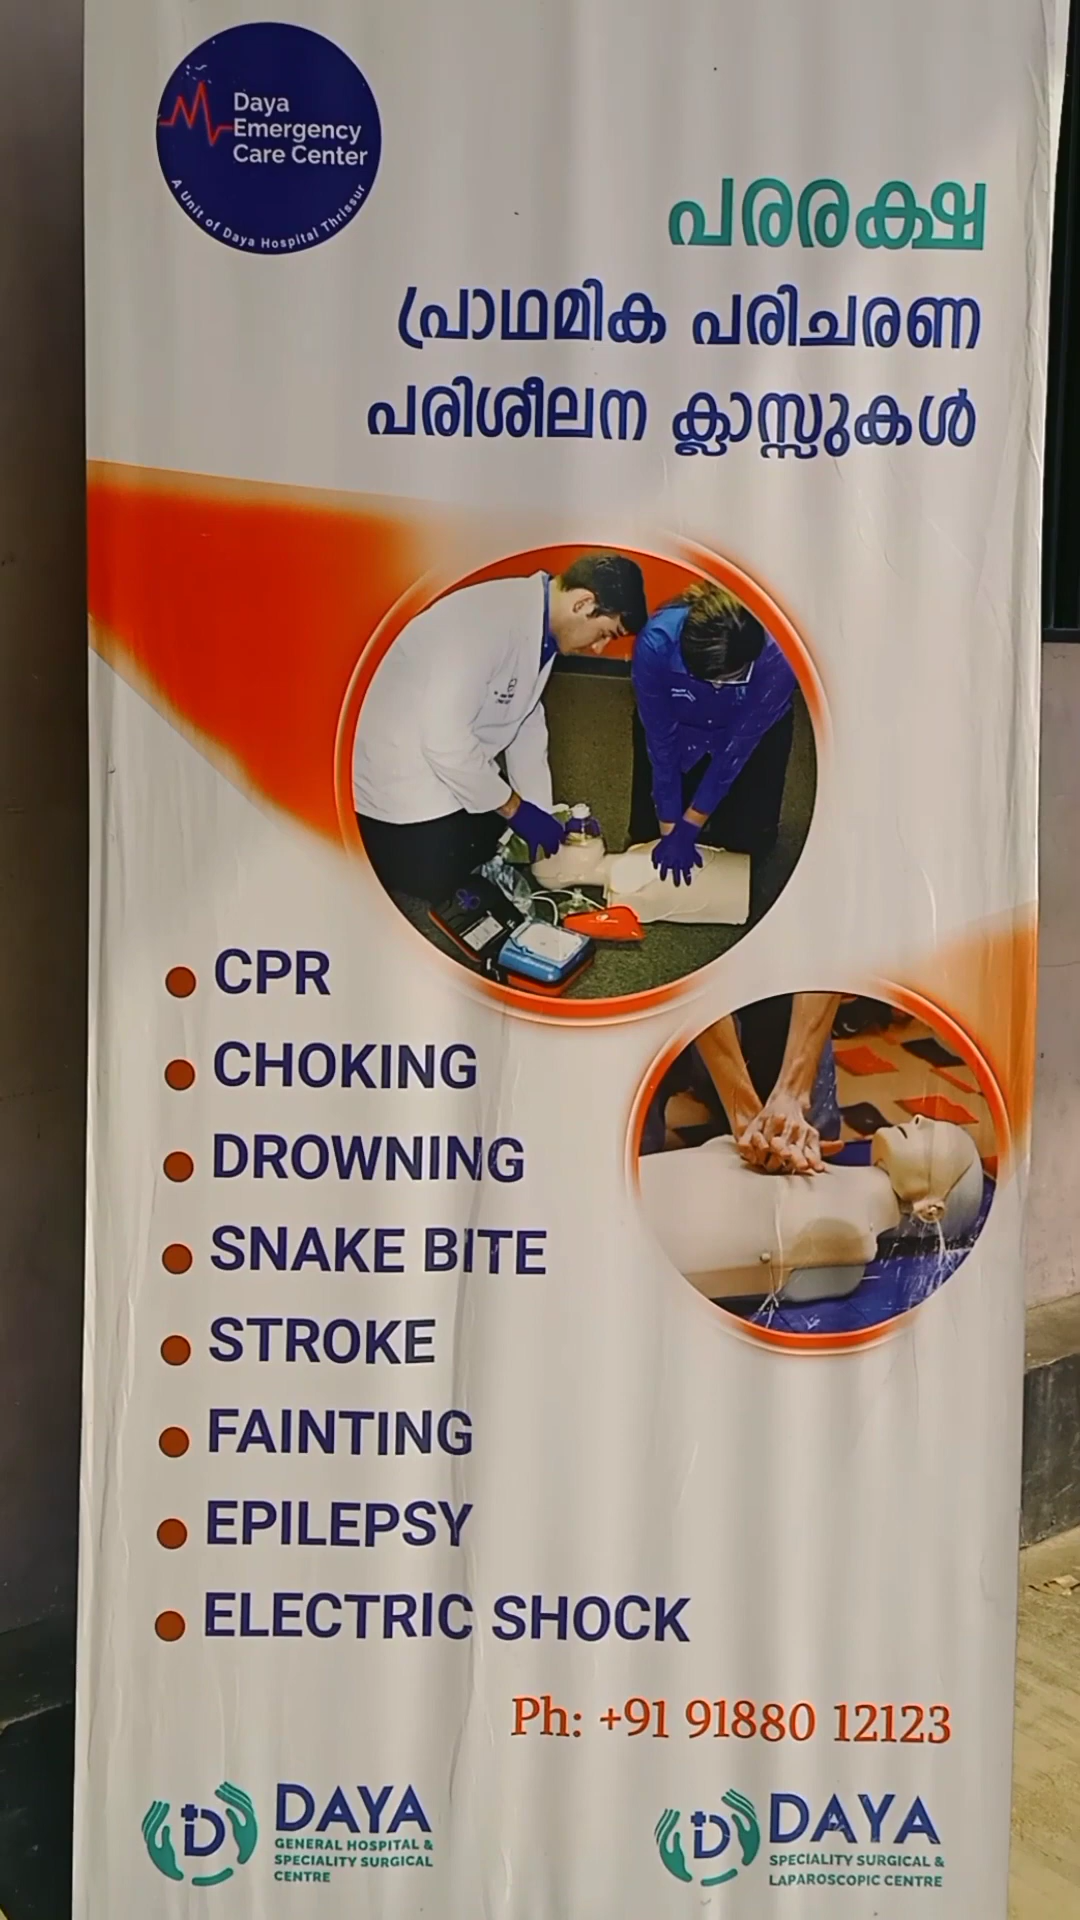 Daya
Emergency
Care Center
A Unit of Daya Hospital Thrissur
പരരക്ഷ
പ്രാഥമിക പരിചരണ
പരിശീലന ക്ലാസ്സുകൾ
CPR
CHOKING
DROWNING
SNAKE BITE
STROKE
FAINTING
EPILEPSY
ELECTRIC SHOCK
Ph: +91 91880 12123
D DAYA
GENERAL HOSPITAL &
SPECIALITY SURGICAL
CENTRE
D DAYA
SPECIALITY SURGICAL &
LAPAROSCOPIC CENTRE